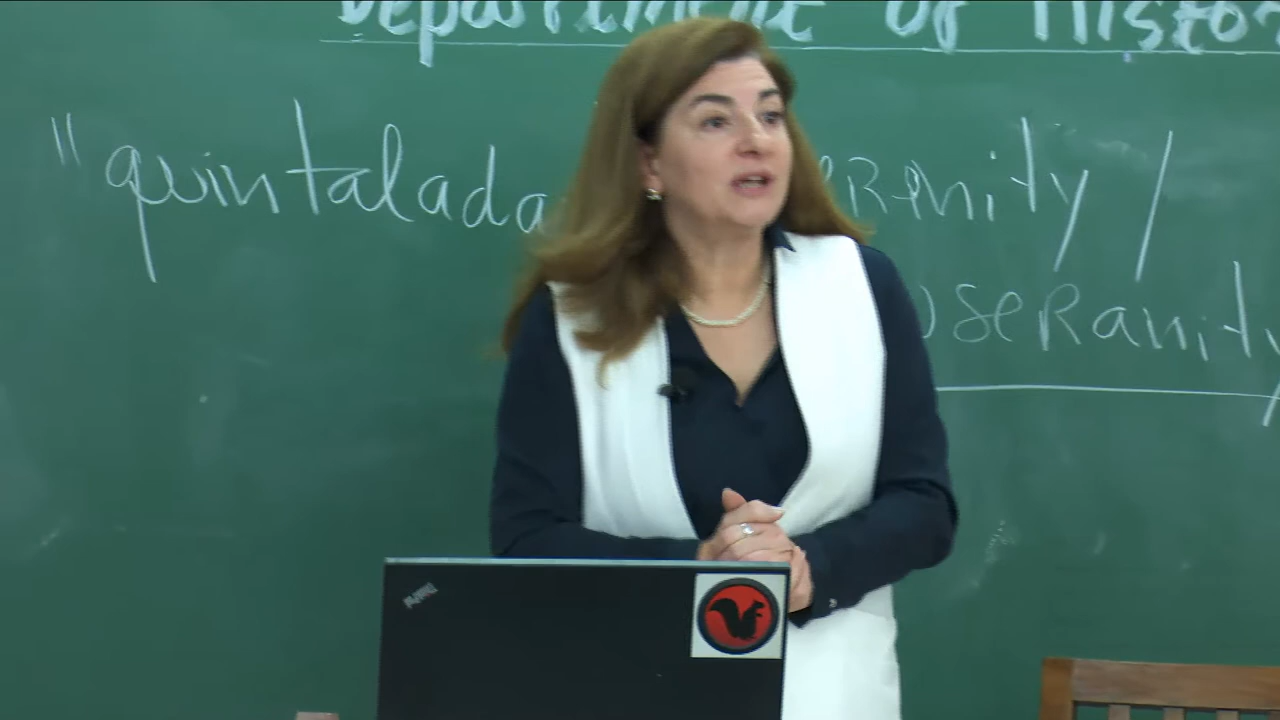 Department of Histor
"quintalada
erenity /
oseranity